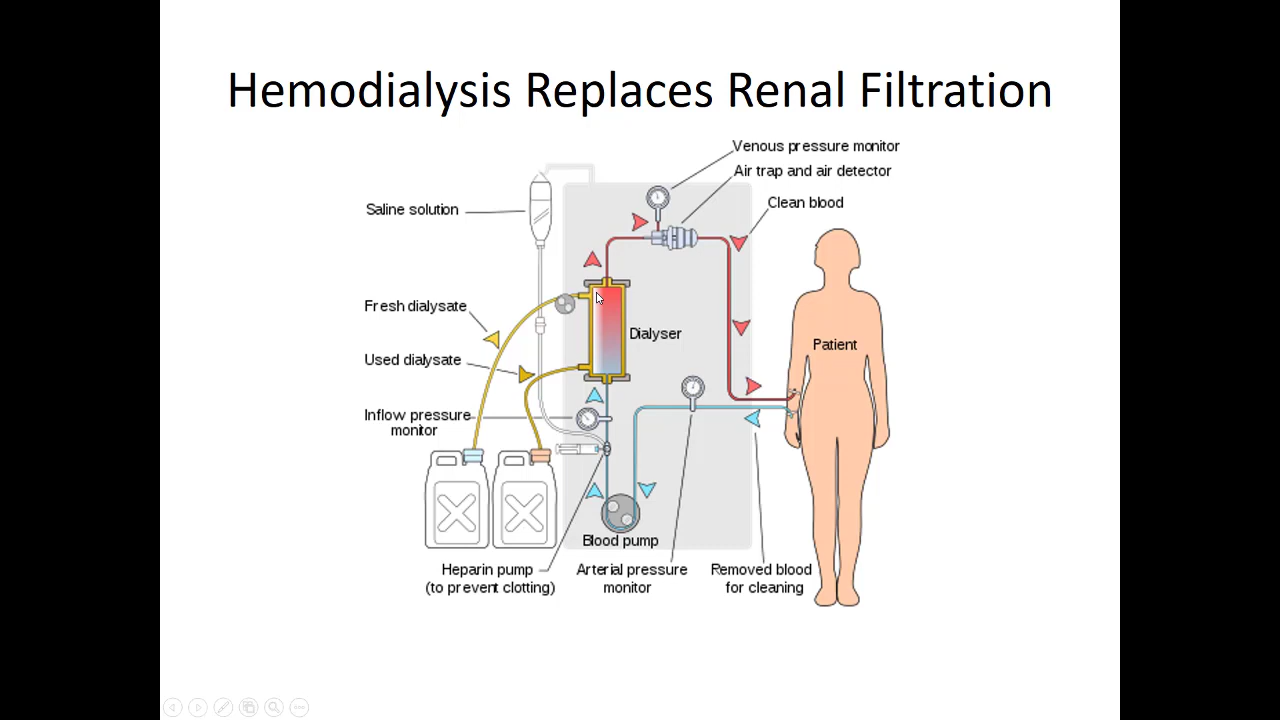 Hemodialysis Replaces Renal Filtration
Venous pressure monitor
Air trap and air detector
Clean blood
Saline solution
Fresh dialysate
Dialyser
Patient
Used dialysate
Inflow pressure
monitor
Blood pump
Heparin pump
(to prevent clotting)
Arterial pressure
monitor
Removed blood
for cleaning